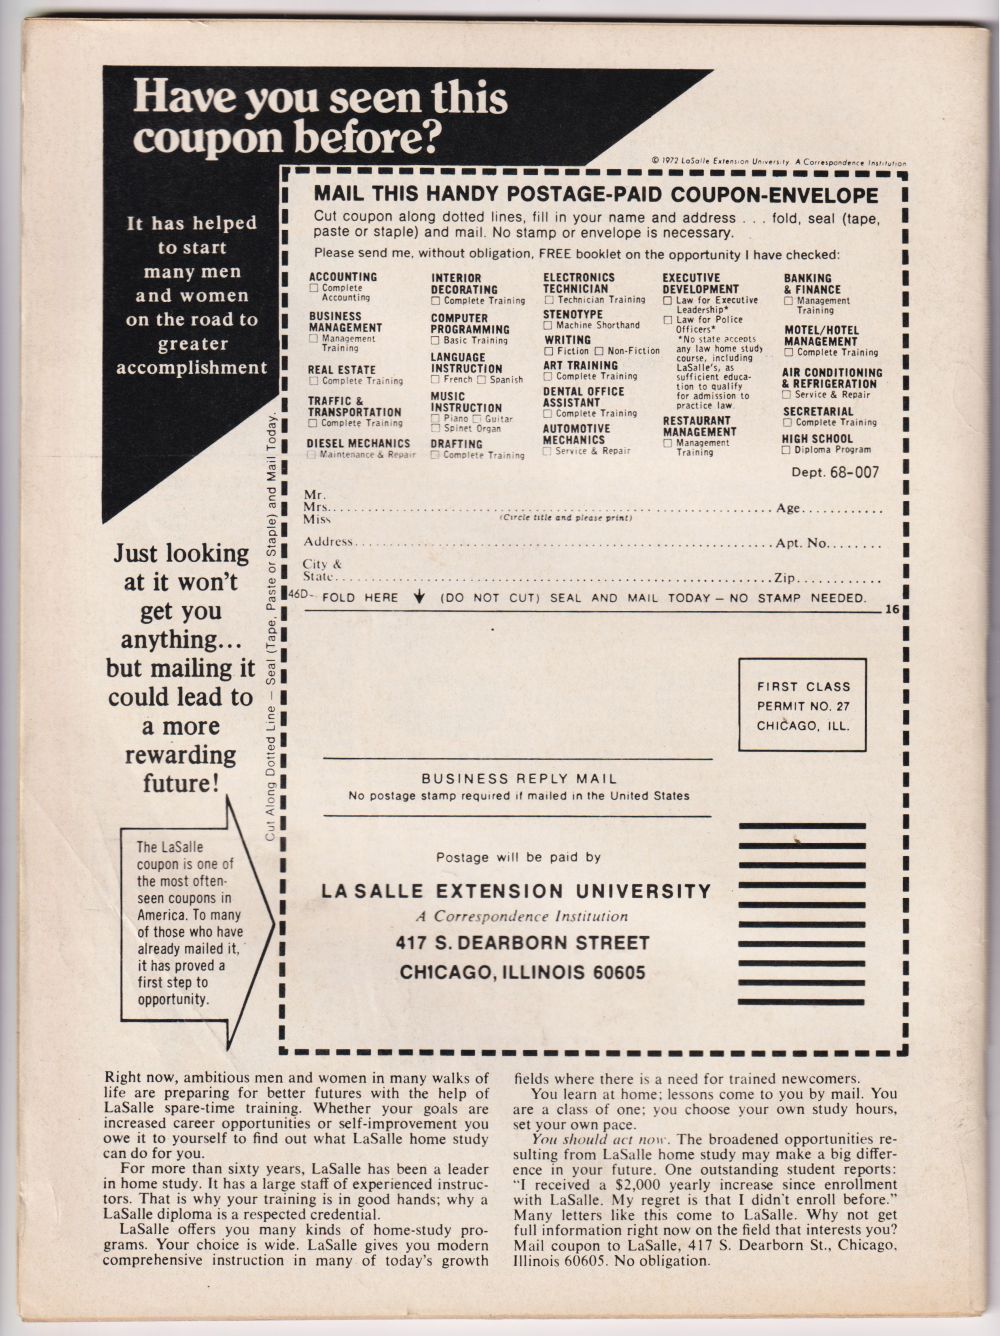 Have you seen this
coupon before?
© 1972 LaSalle Extension University A Correspondence Institution
It has helped
to start
many men
and women
on the road to
greater
accomplishment
Just looking
at it won't
get you
anything...
but mailing it
could lead to
a more
rewarding
future!
The LaSalle
coupon is one of
the most often-
seen coupons in
America. To many
of those who have
already mailed it,
it has proved a
first step to
opportunity.
Cut Along Dotted Line – Seal (Tape, Paste or Staple) and Mail Today.
MAIL THIS HANDY POSTAGE-PAID COUPON-ENVELOPE
Cut coupon along dotted lines, fill in your name and address . . . fold, seal (tape,
paste or staple) and mail. No stamp or envelope is necessary.
Please send me, without obligation, FREE booklet on the opportunity I have checked:
ACCOUNTING
☐ Complete
Accounting
BUSINESS
MANAGEMENT
☐ Management
Training
REAL ESTATE
☐ Complete Training
TRAFFIC &
TRANSPORTATION
☐ Complete Training
DIESEL MECHANICS
☐ Maintenance & Repair
INTERIOR
DECORATING
☐ Complete Training
COMPUTER
PROGRAMMING
☐ Basic Training
LANGUAGE
INSTRUCTION
☐ French ☐ Spanish
MUSIC
INSTRUCTION
☐ Piano ☐ Guitar
☐ Spinet Organ
DRAFTING
☐ Complete Training
ELECTRONICS
TECHNICIAN
☐ Technician Training
STENOTYPE
☐ Machine Shorthand
WRITING
☐ Fiction ☐ Non-Fiction
ART TRAINING
☐ Complete Training
DENTAL OFFICE
ASSISTANT
☐ Complete Training
AUTOMOTIVE
MECHANICS
☐ Service & Repair
EXECUTIVE
DEVELOPMENT
☐ Law for Executive
Leadership*
☐ Law for Police
Officers*
*No state accepts
any law home study
course, including
LaSalle's, as
sufficient educa-
tion to qualify
for admission to
practice law.
RESTAURANT
MANAGEMENT
☐ Management
Training
BANKING
& FINANCE
☐ Management
Training
MOTEL/HOTEL
MANAGEMENT
☐ Complete Training
AIR CONDITIONING
& REFRIGERATION
☐ Service & Repair
SECRETARIAL
☐ Complete Training
HIGH SCHOOL
☐ Diploma Program
Dept. 68-007
Mr.
Mrs. Age
Miss (Circle title and please print)
Address Apt. No.
City &
State Zip
46D- FOLD HERE (DO NOT CUT) SEAL AND MAIL TODAY – NO STAMP NEEDED. 16
FIRST CLASS
PERMIT NO. 27
CHICAGO, ILL.
BUSINESS REPLY MAIL
No postage stamp required if mailed in the United States
Postage will be paid by
LA SALLE EXTENSION UNIVERSITY
A Correspondence Institution
417 S. DEARBORN STREET
CHICAGO, ILLINOIS 60605
Right now, ambitious men and women in many walks of
life are preparing for better futures with the help of
LaSalle spare-time training. Whether your goals are
increased career opportunities or self-improvement you
owe it to yourself to find out what LaSalle home study
can do for you.
For more than sixty years, LaSalle has been a leader
in home study. It has a large staff of experienced instruc-
tors. That is why your training is in good hands; why a
LaSalle diploma is a respected credential.
LaSalle offers you many kinds of home-study pro-
grams. Your choice is wide. LaSalle gives you modern
comprehensive instruction in many of today's growth
fields where there is a need for trained newcomers.
You learn at home; lessons come to you by mail. You
are a class of one; you choose your own study hours,
set your own pace.
You should act now. The broadened opportunities re-
sulting from LaSalle home study may make a big differ-
ence in your future. One outstanding student reports:
"I received a $2,000 yearly increase since enrollment
with LaSalle. My regret is that I didn't enroll before."
Many letters like this come to LaSalle. Why not get
full information right now on the field that interests you?
Mail coupon to LaSalle, 417 S. Dearborn St., Chicago,
Illinois 60605. No obligation.